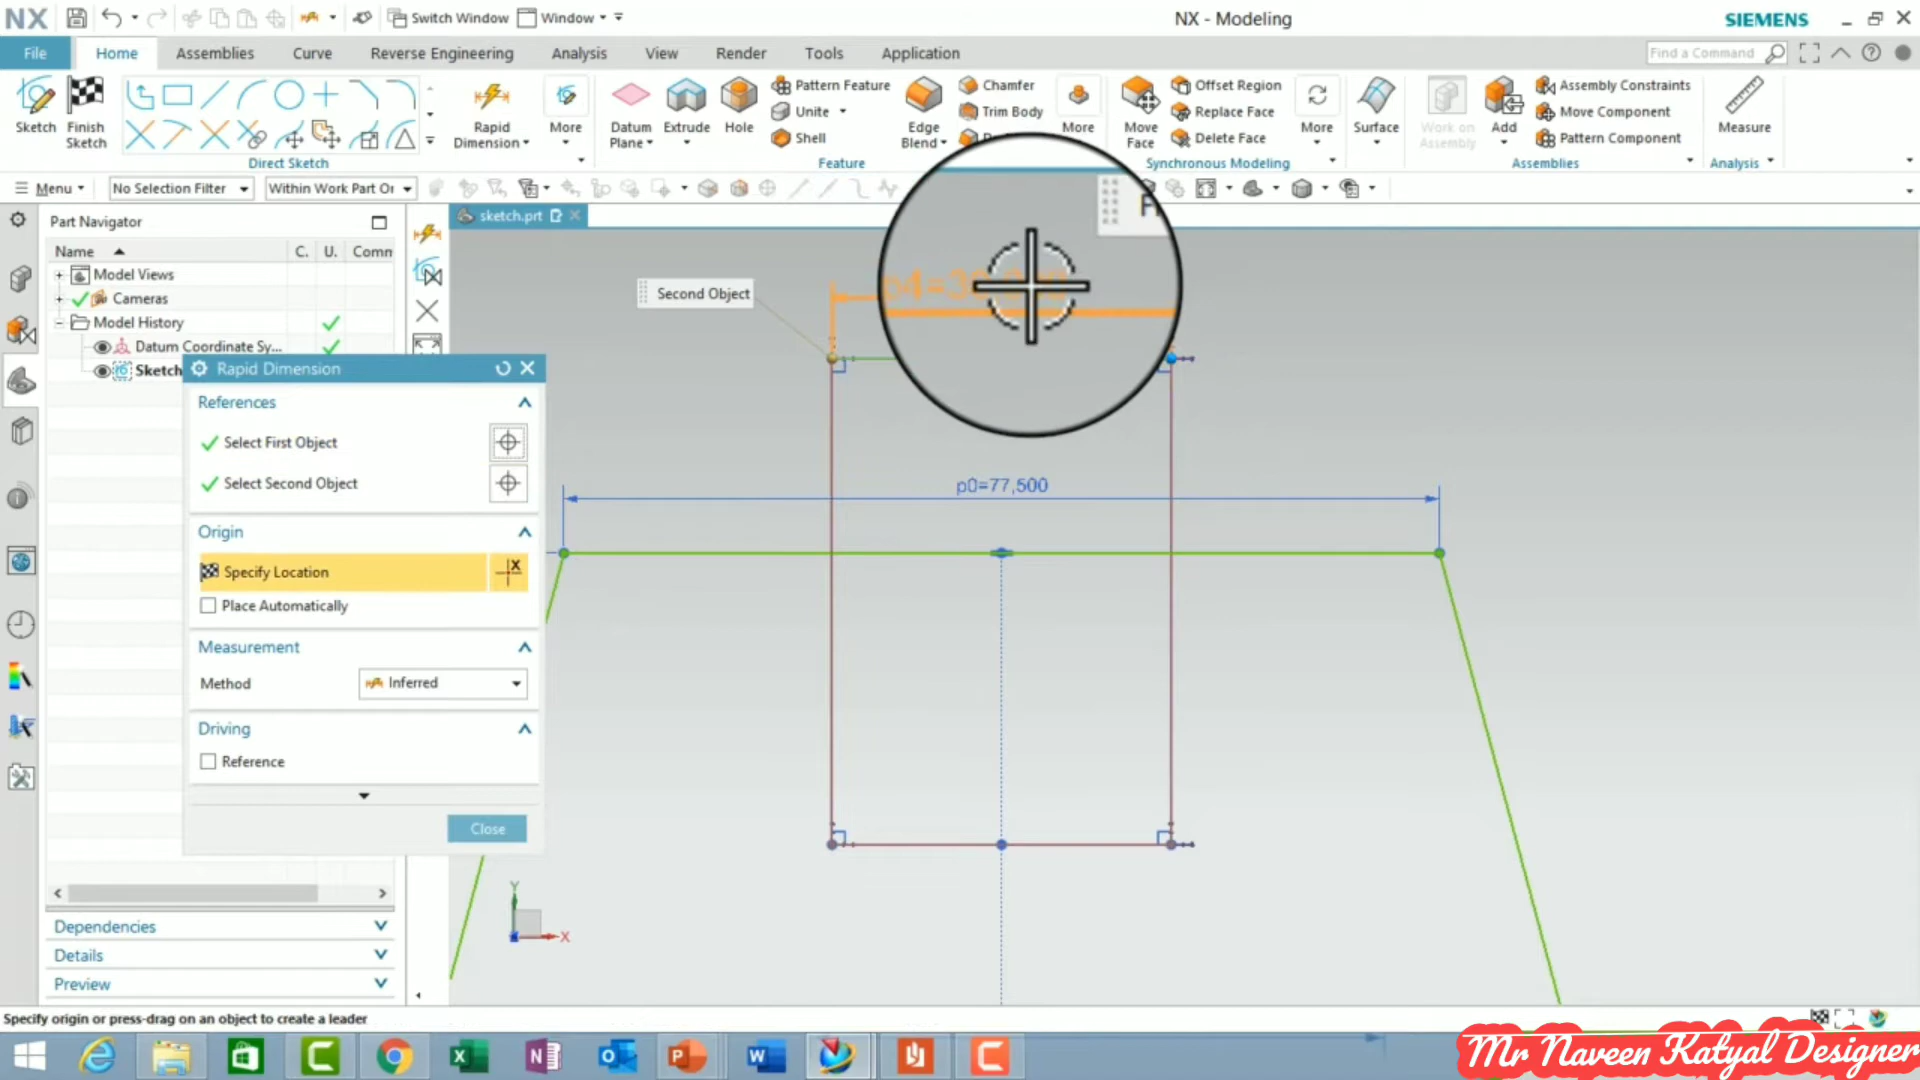 NX
Switch Window
Window
NX - Modeling
SIEMENS
File
Home
Assemblies
Curve
Reverse Engineering
Analysis
View
Render
Tools
Application
Find a Command
Sketch
Finish Sketch
Direct Sketch
Rapid Dimension
More
Datum Plane
Extrude
Hole
Pattern Feature
Unite
Shell
Edge Blend
Chamfer
Trim Body
More
Feature
Move Face
Offset Region
Replace Face
Delete Face
More
Synchronous Modeling
Surface
Work on Assembly
Add
Assembly Constraints
Move Component
Pattern Component
Assemblies
Measure
Analysis
Menu
No Selection Filter
Within Work Part Or
Part Navigator
sketch.prt
Name
C.
U.
Comn
Model Views
Cameras
Model History
Datum Coordinate Sy...
Sketch
Second Object
Rapid Dimension
References
Select First Object
Select Second Object
Origin
Specify Location
Place Automatically
Measurement
Method
Inferred
Driving
Reference
Close
p0=77,500
Y
X
Dependencies
Details
Preview
Specify origin or press-drag on an object to create a leader
Mr Naveen Katyal Designer